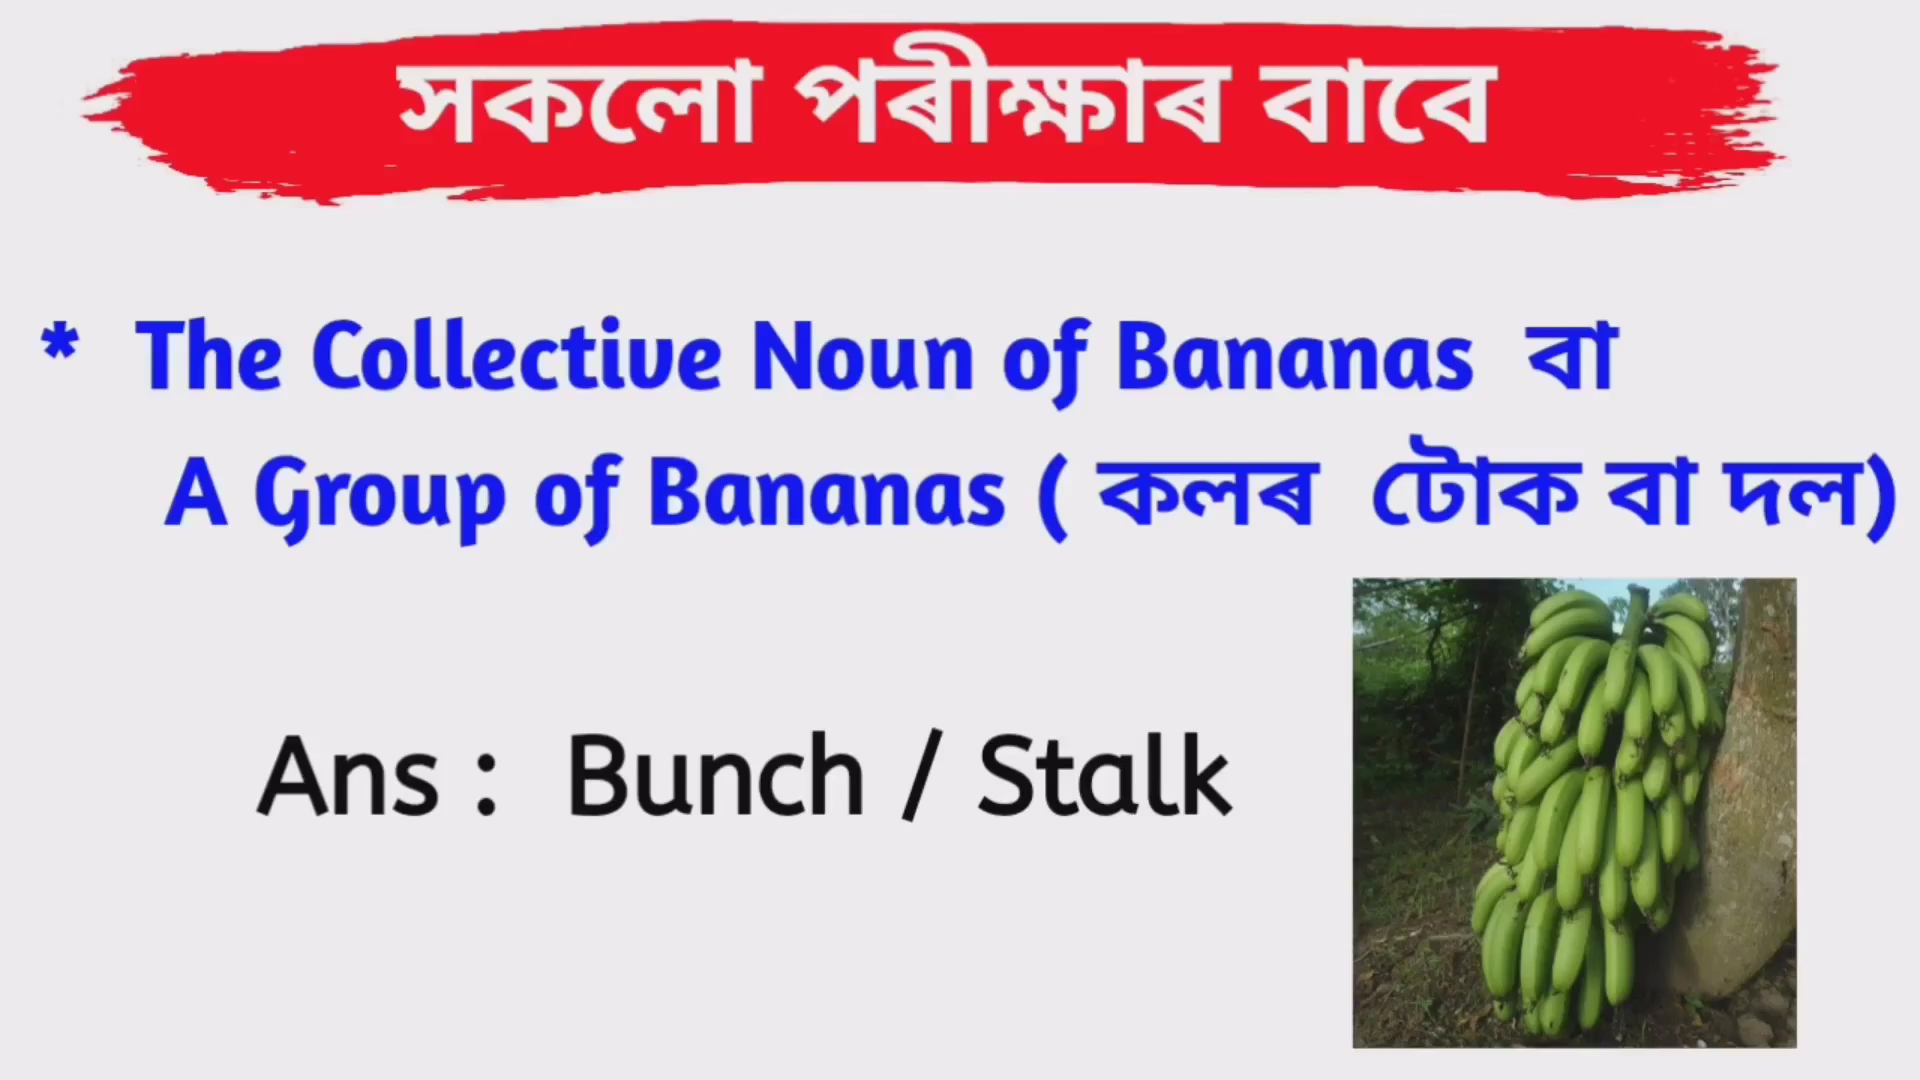 সকলো পৰীক্ষাৰ বাবে
* The Collective Noun of Bananas বা
A Group of Bananas ( কলৰ টোক বা দল)
Ans : Bunch / Stalk